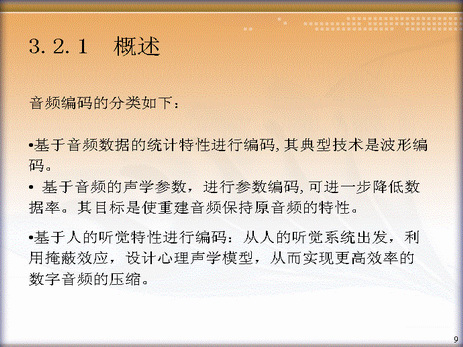 3.2.1 概述
音频编码的分类如下：
•基于音频数据的统计特性进行编码,其典型技术是波形编
码。
• 基于音频的声学参数，进行参数编码,可进一步降低数
据率。其目标是使重建音频保持原音频的特性。
•基于人的听觉特性进行编码：从人的听觉系统出发，利
用掩蔽效应，设计心理声学模型，从而实现更高效率的
数字音频的压缩。
9